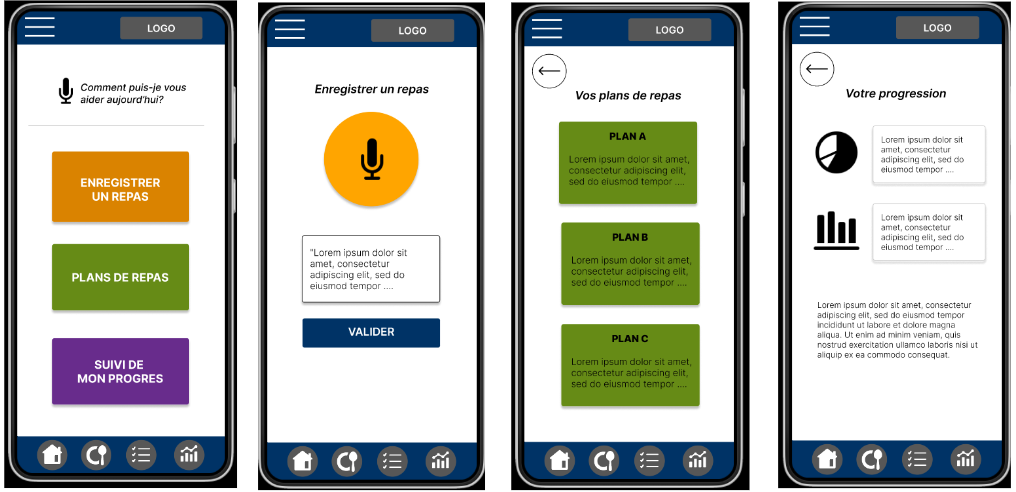 LOGO
Comment puis-je vous
aider aujourd'hui?
ENREGISTRER
UN REPAS
PLANS DE REPAS
SUIVI DE
MON PROGRES
LOGO
Enregistrer un repas
"Lorem ipsum dolor sit
amet, consectetur
adipiscing elit, sed do
eiusmod tempor ....
VALIDER
LOGO
Vos plans de repas
PLAN A
Lorem ipsum dolor sit amet,
consectetur adipiscing elit,
sed do eiusmod tempor ....
PLAN B
Lorem ipsum dolor sit amet,
consectetur adipiscing elit,
sed do eiusmod tempor ....
PLAN C
Lorem ipsum dolor sit amet,
consectetur adipiscing elit,
sed do eiusmod tempor ....
LOGO
Votre progression
Lorem ipsum dolor sit
amet, consectetur
adipiscing elit, sed do
eiusmod tempor ....
Lorem ipsum dolor sit
amet, consectetur
adipiscing elit, sed do
eiusmod tempor ....
Lorem ipsum dolor sit amet, consectetur
adipiscing elit, sed do eiusmod tempor
incididunt ut labore et dolore magna
aliqua. Ut enim ad minim veniam, quis
nostrud exercitation ullamco laboris nisi ut
aliquip ex ea commodo consequat.